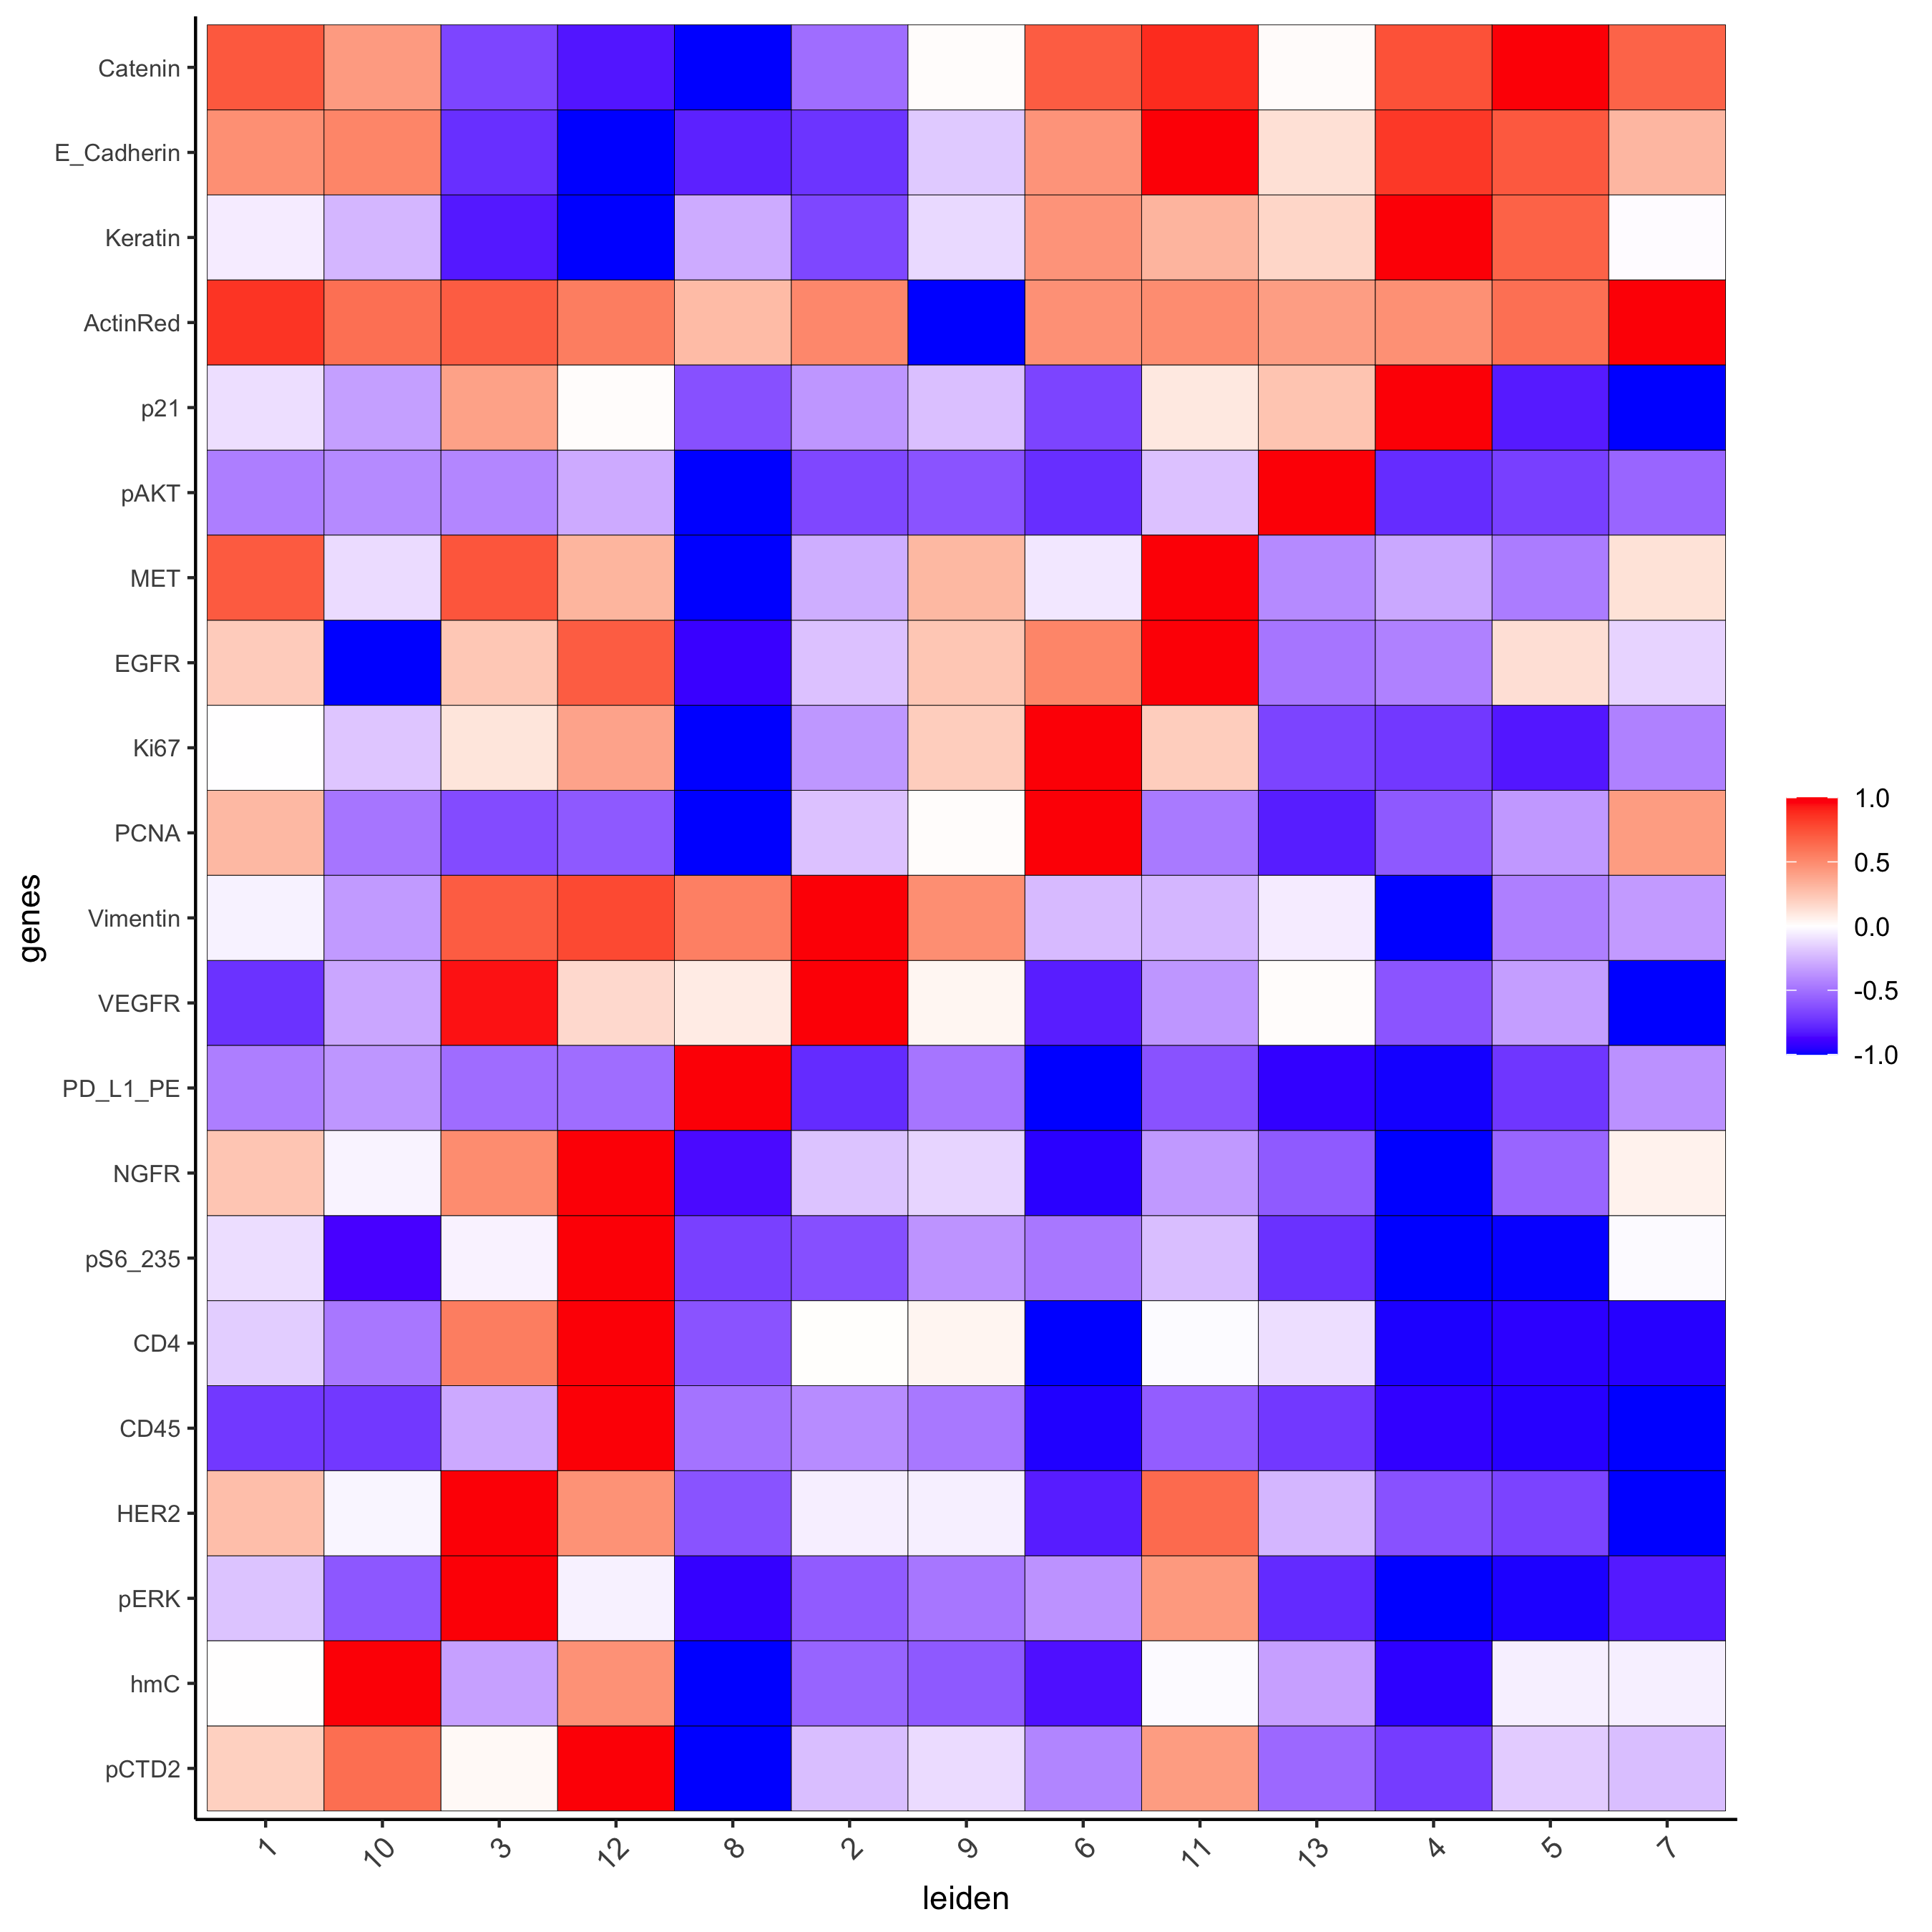 Catenin
E_Cadherin
Keratin
ActinRed
p21
pAKT
MET
EGFR
Ki67
PCNA
Vimentin
VEGFR
PD_L1_PE
NGFR
pS6_235
CD4
CD45
HER2
pERK
hmC
pCTD2
genes
1 10 3 12 8 2 9 6 11 13 4 5 7
leiden
1.0
0.5
0.0
-0.5
-1.0